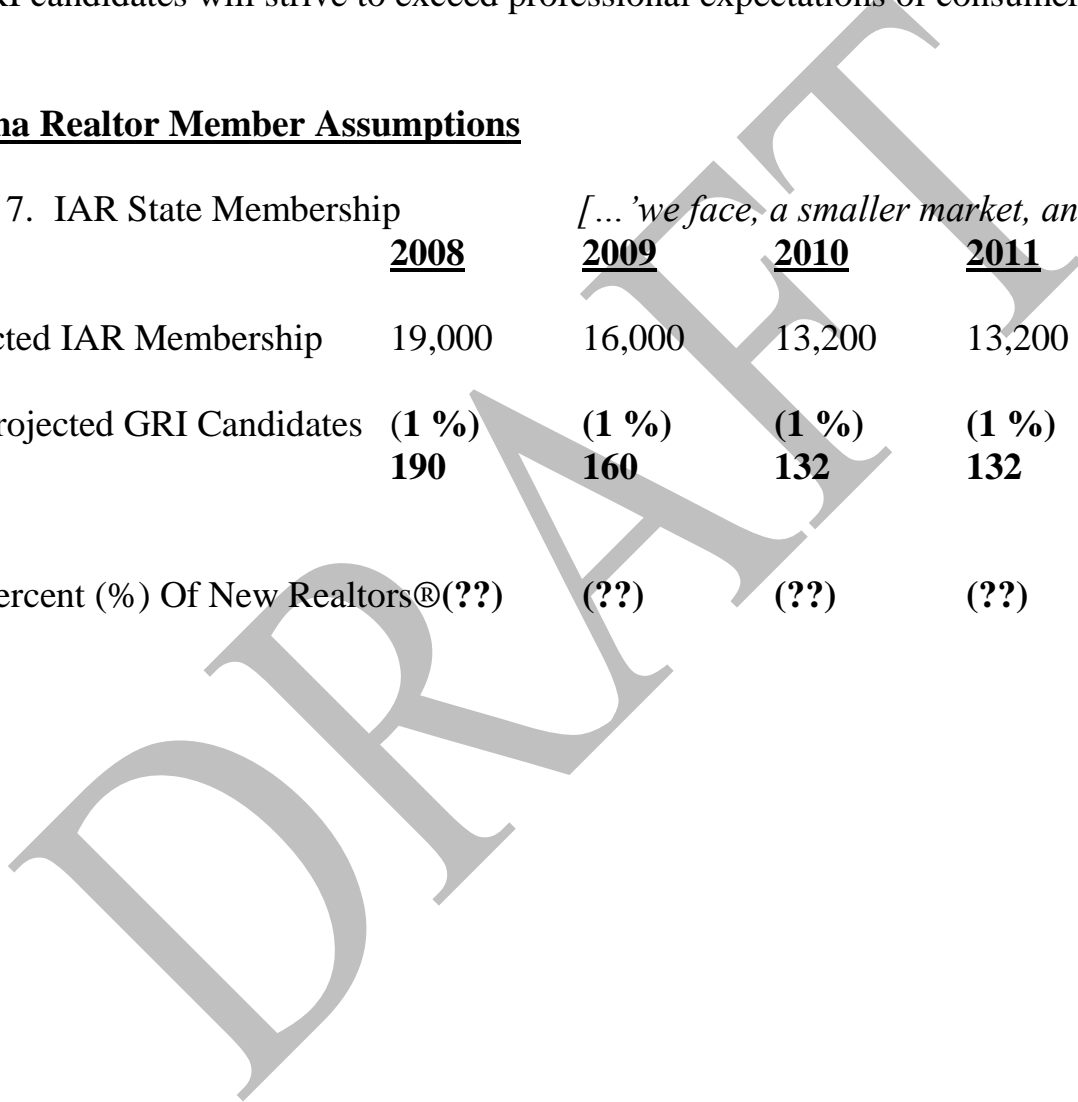 RI candidates will strive to exceed professional expectations of consumer
na Realtor Member Assumptions
7. IAR State Membership […’we face, a smaller market, an
2008 2009 2010 2011
cted IAR Membership 19,000 16,000 13,200 13,200
rojected GRI Candidates (1 %) (1 %) (1 %) (1 %)
190 160 132 132
ercent (%) Of New Realtors®(??) (??) (??) (??)
DRAFT